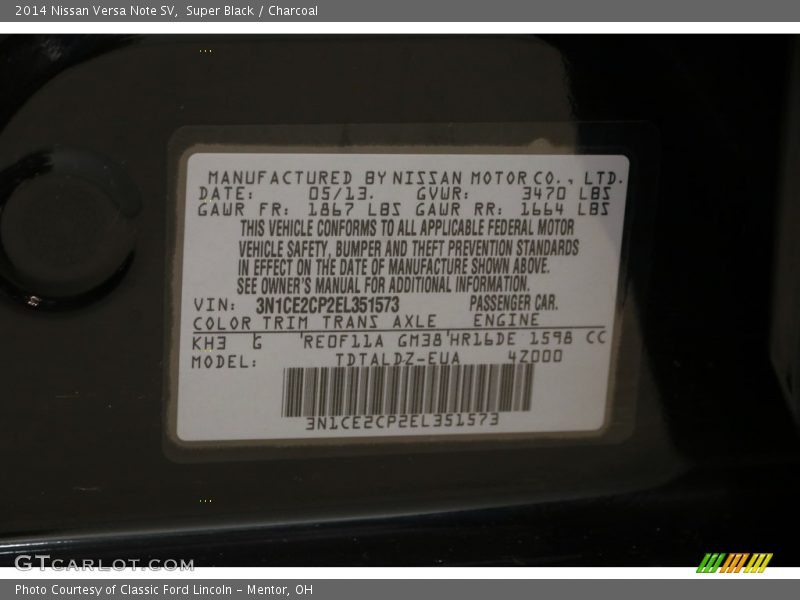 2014 Nissan Versa Note SV, Super Black / Charcoal
MANUFACTURED BY NISSAN MOTOR CO., LTD.
DATE: 05/13. GVWR: 3470 LBS
GAWR FR: 1867 LBS GAWR RR: 1664 LBS
THIS VEHICLE CONFORMS TO ALL APPLICABLE FEDERAL MOTOR
VEHICLE SAFETY, BUMPER AND THEFT PREVENTION STANDARDS
IN EFFECT ON THE DATE OF MANUFACTURE SHOWN ABOVE.
SEE OWNER'S MANUAL FOR ADDITIONAL INFORMATION.
VIN: 3N1CE2CP2EL351573 PASSENGER CAR.
COLOR TRIM TRANS AXLE ENGINE
KH3 G RE0F11A GM38 HR16DE 1598 CC
MODEL: TDTALDZ-EUA 4Z000
3N1CE2CP2EL351573
GTCARLOT.COM
Photo Courtesy of Classic Ford Lincoln - Mentor, OH